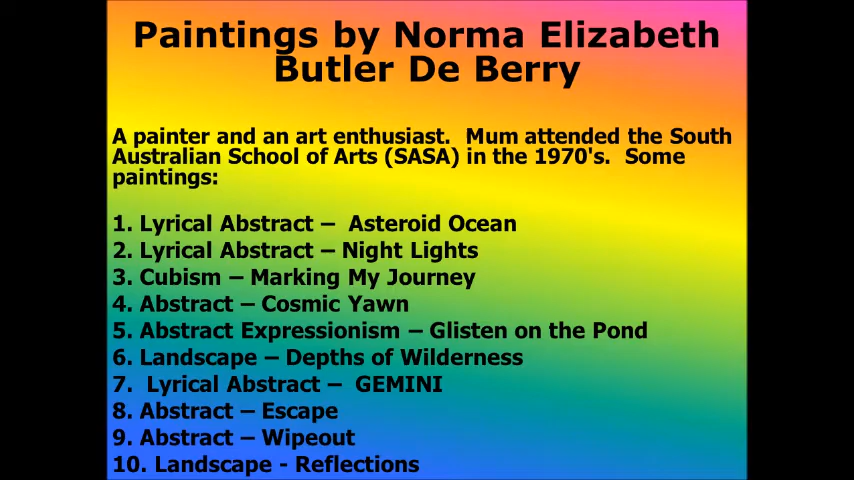 Paintings by Norma Elizabeth
Butler De Berry
A painter and an art enthusiast.  Mum attended the South
Australian School of Arts (SASA) in the 1970's.  Some
paintings:
1. Lyrical Abstract –  Asteroid Ocean
2. Lyrical Abstract – Night Lights
3. Cubism – Marking My Journey
4. Abstract – Cosmic Yawn
5. Abstract Expressionism – Glisten on the Pond
6. Landscape – Depths of Wilderness
7.  Lyrical Abstract –  GEMINI
8. Abstract – Escape
9. Abstract – Wipeout
10. Landscape - Reflections